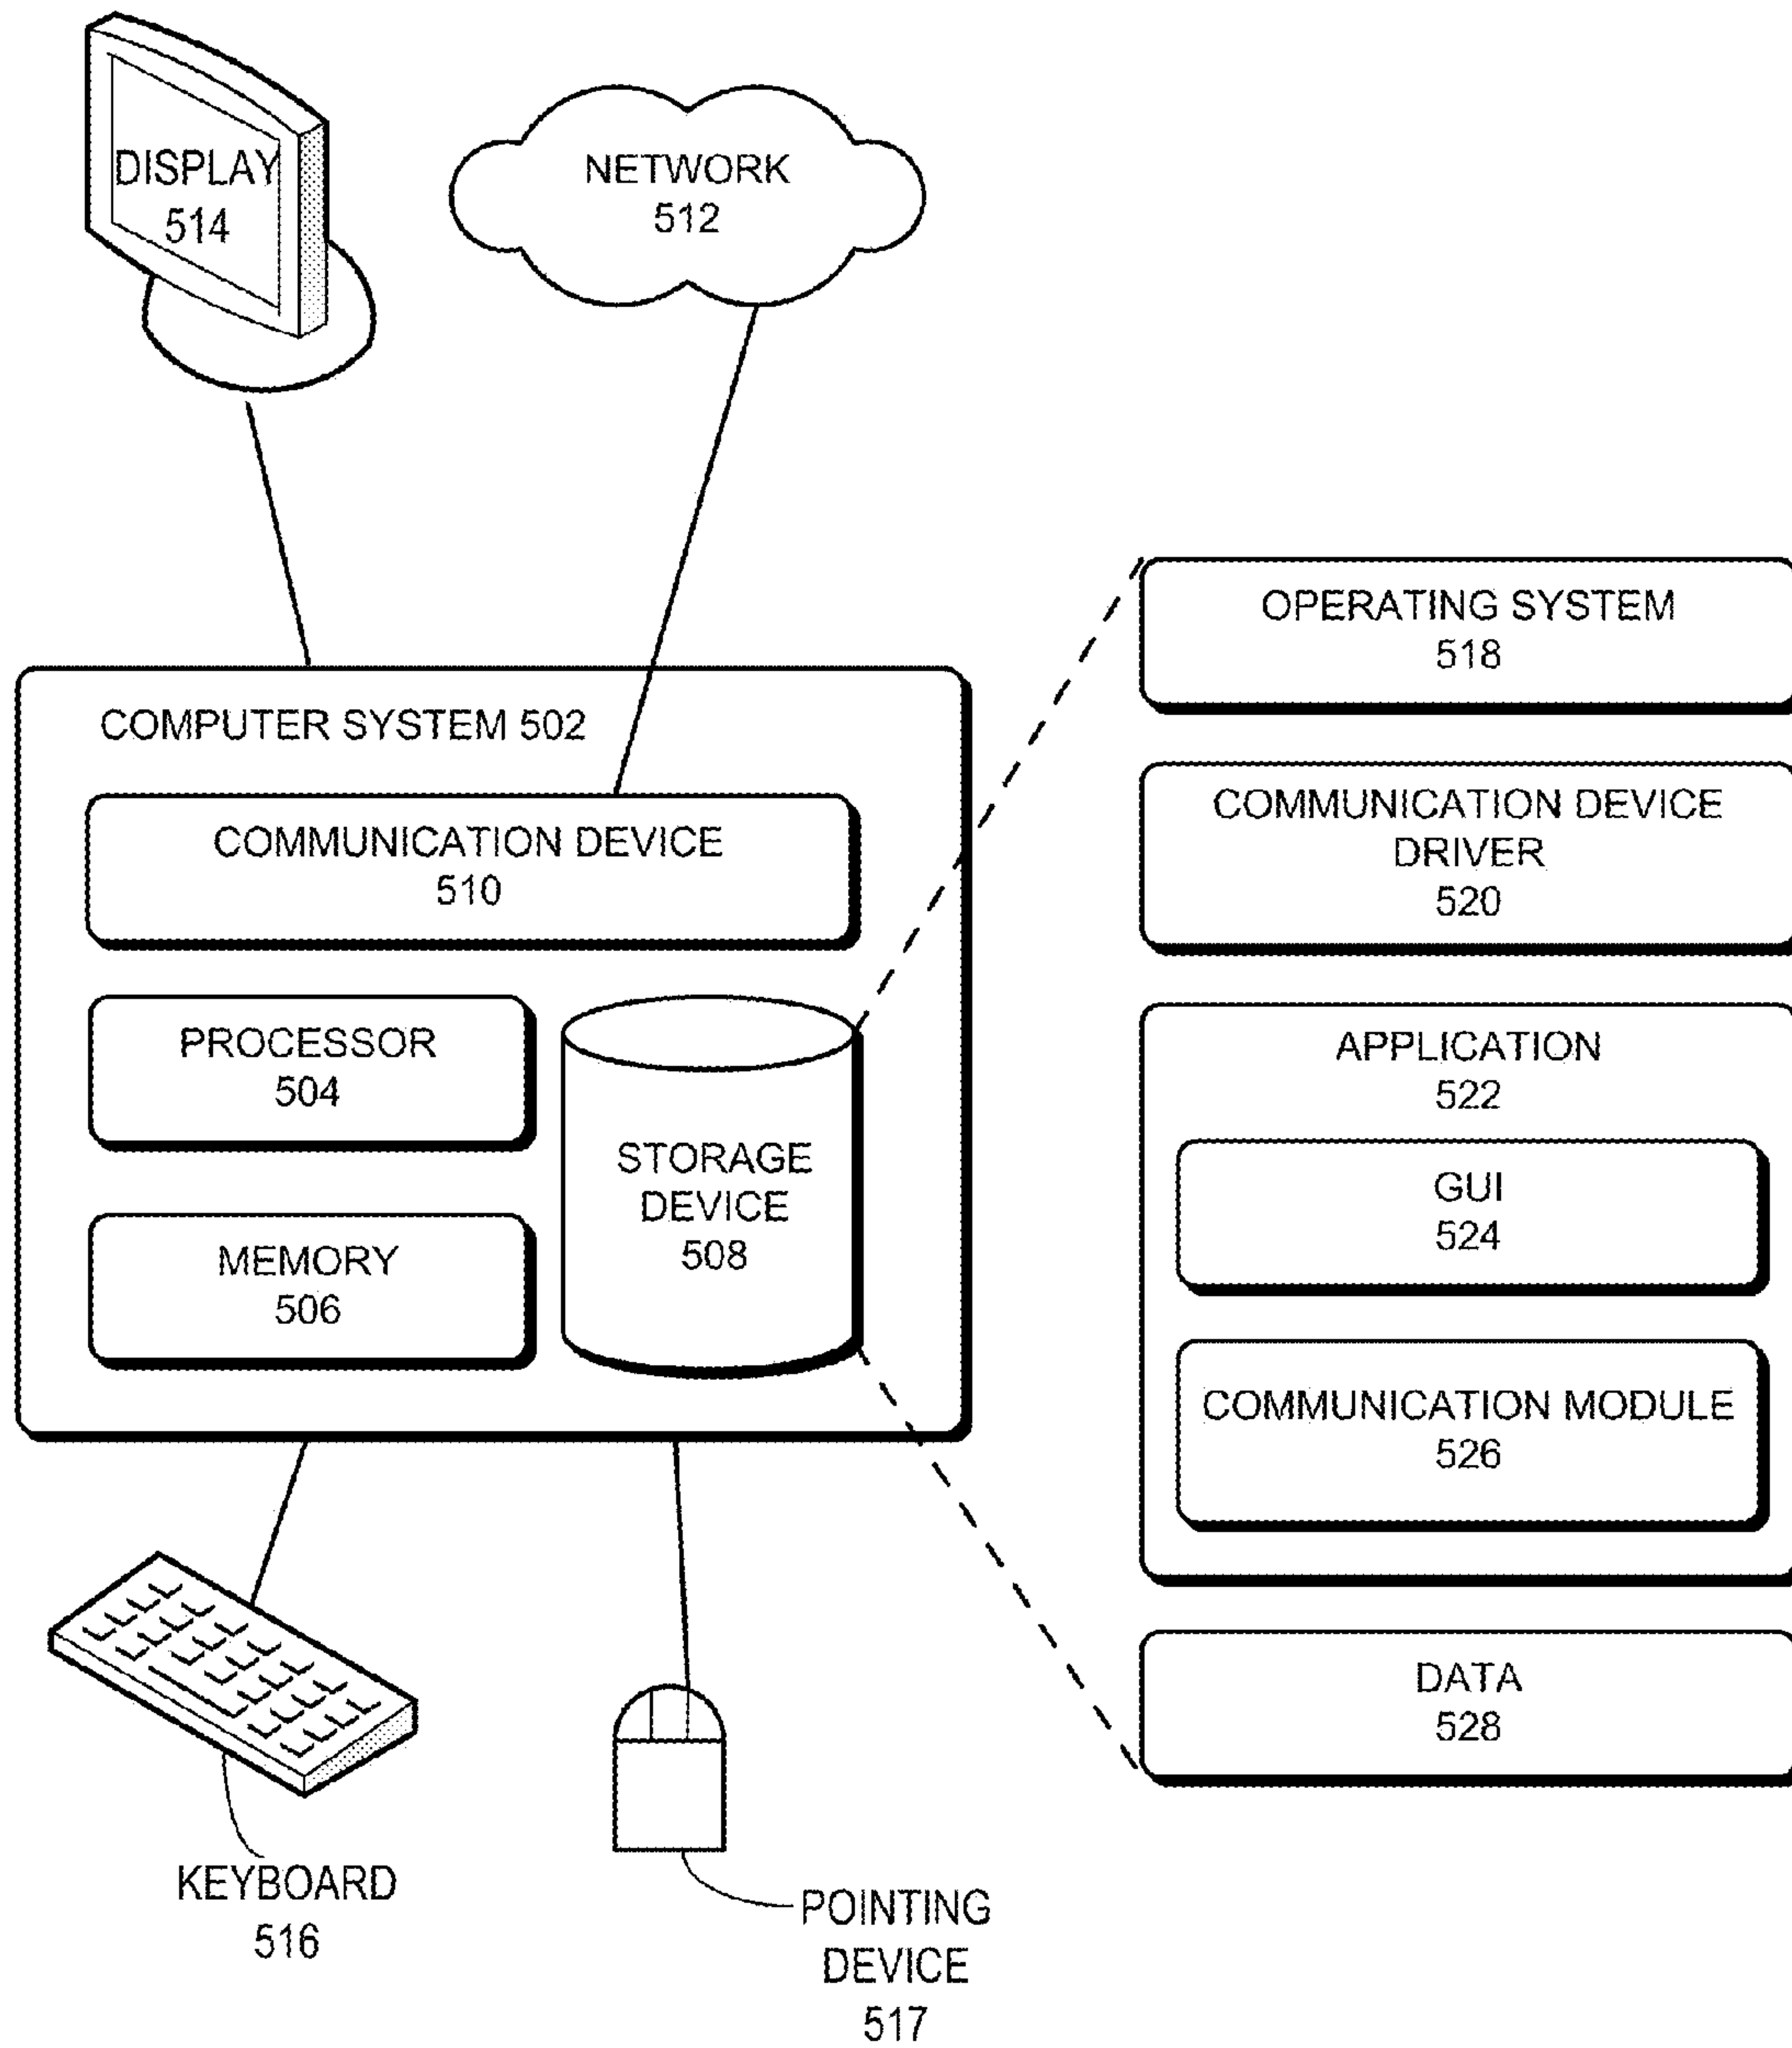 DISPLAY
514
NETWORK
512
COMPUTER SYSTEM 502
COMMUNICATION DEVICE
510
PROCESSOR
504
MEMORY
506
STORAGE
DEVICE
508
KEYBOARD
516
POINTING
DEVICE
517
OPERATING SYSTEM
518
COMMUNICATION DEVICE
DRIVER
520
APPLICATION
522
GUI
524
COMMUNICATION MODULE
526
DATA
528